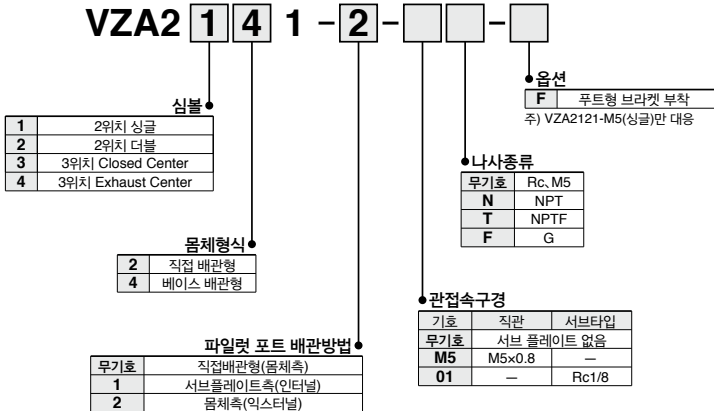 VZA2 1 4 1 - 2 - -
심볼
1 2위치 싱글
2 2위치 더블
3 3위치 Closed Center
4 3위치 Exhaust Center
몸체형식
2 직접 배관형
4 베이스 배관형
파일럿 포트 배관방법
무기호 직접배관형(몸체측)
1 서브플레이트측(인터널)
2 몸체측(익스터널)
옵션
F 푸트형 브라켓 부착
주) VZA2121-M5(싱글)만 대응
나사종류
무기호 Rc、M5
N NPT
T NPTF
F G
관접속구경
기호 직관 서브타입
무기호 서브 플레이트 없음
M5 M5×0.8 –
01 – Rc1/8